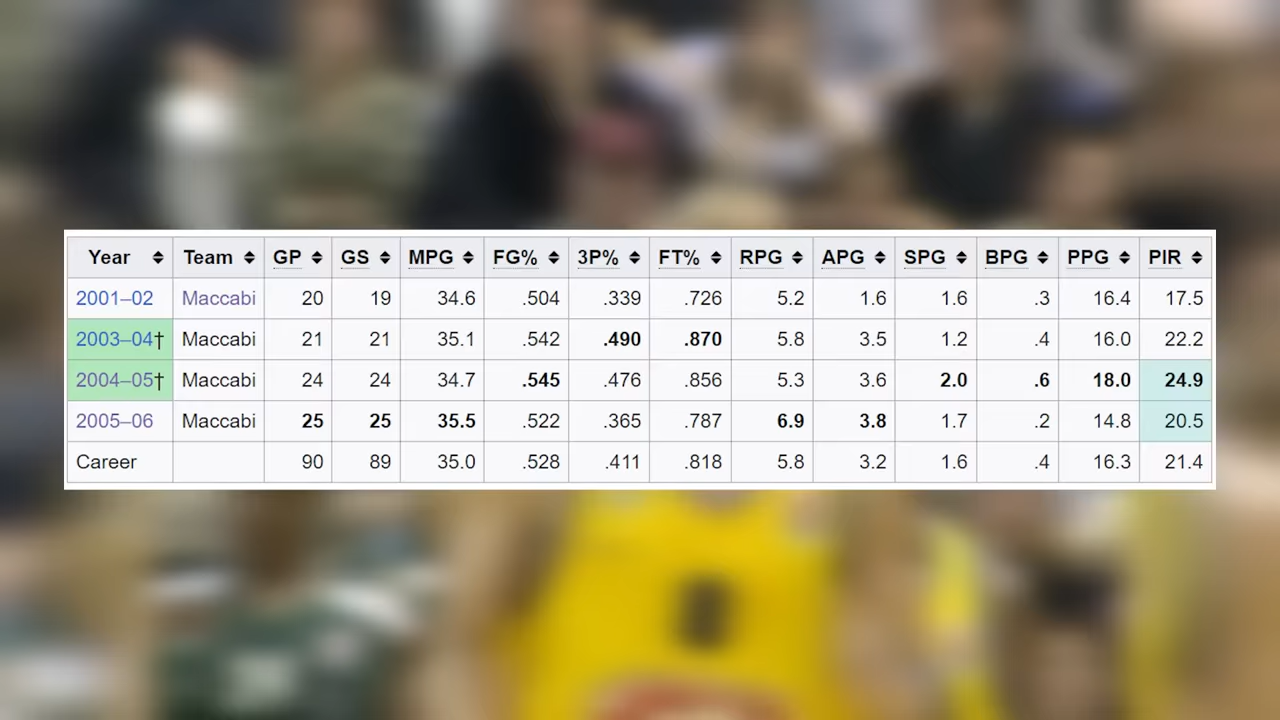 Year Team GP GS MPG FG% 3P% FT% RPG APG SPG BPG PPG PIR
2001–02 Maccabi 20 19 34.6 .504 .339 .726 5.2 1.6 1.6 .3 16.4 17.5
2003–04† Maccabi 21 21 35.1 .542 .490 .870 5.8 3.5 1.2 .4 16.0 22.2
2004–05† Maccabi 24 24 34.7 .545 .476 .856 5.3 3.6 2.0 .6 18.0 24.9
2005–06 Maccabi 25 25 35.5 .522 .365 .787 6.9 3.8 1.7 .2 14.8 20.5
Career 90 89 35.0 .528 .411 .818 5.8 3.2 1.6 .4 16.3 21.4